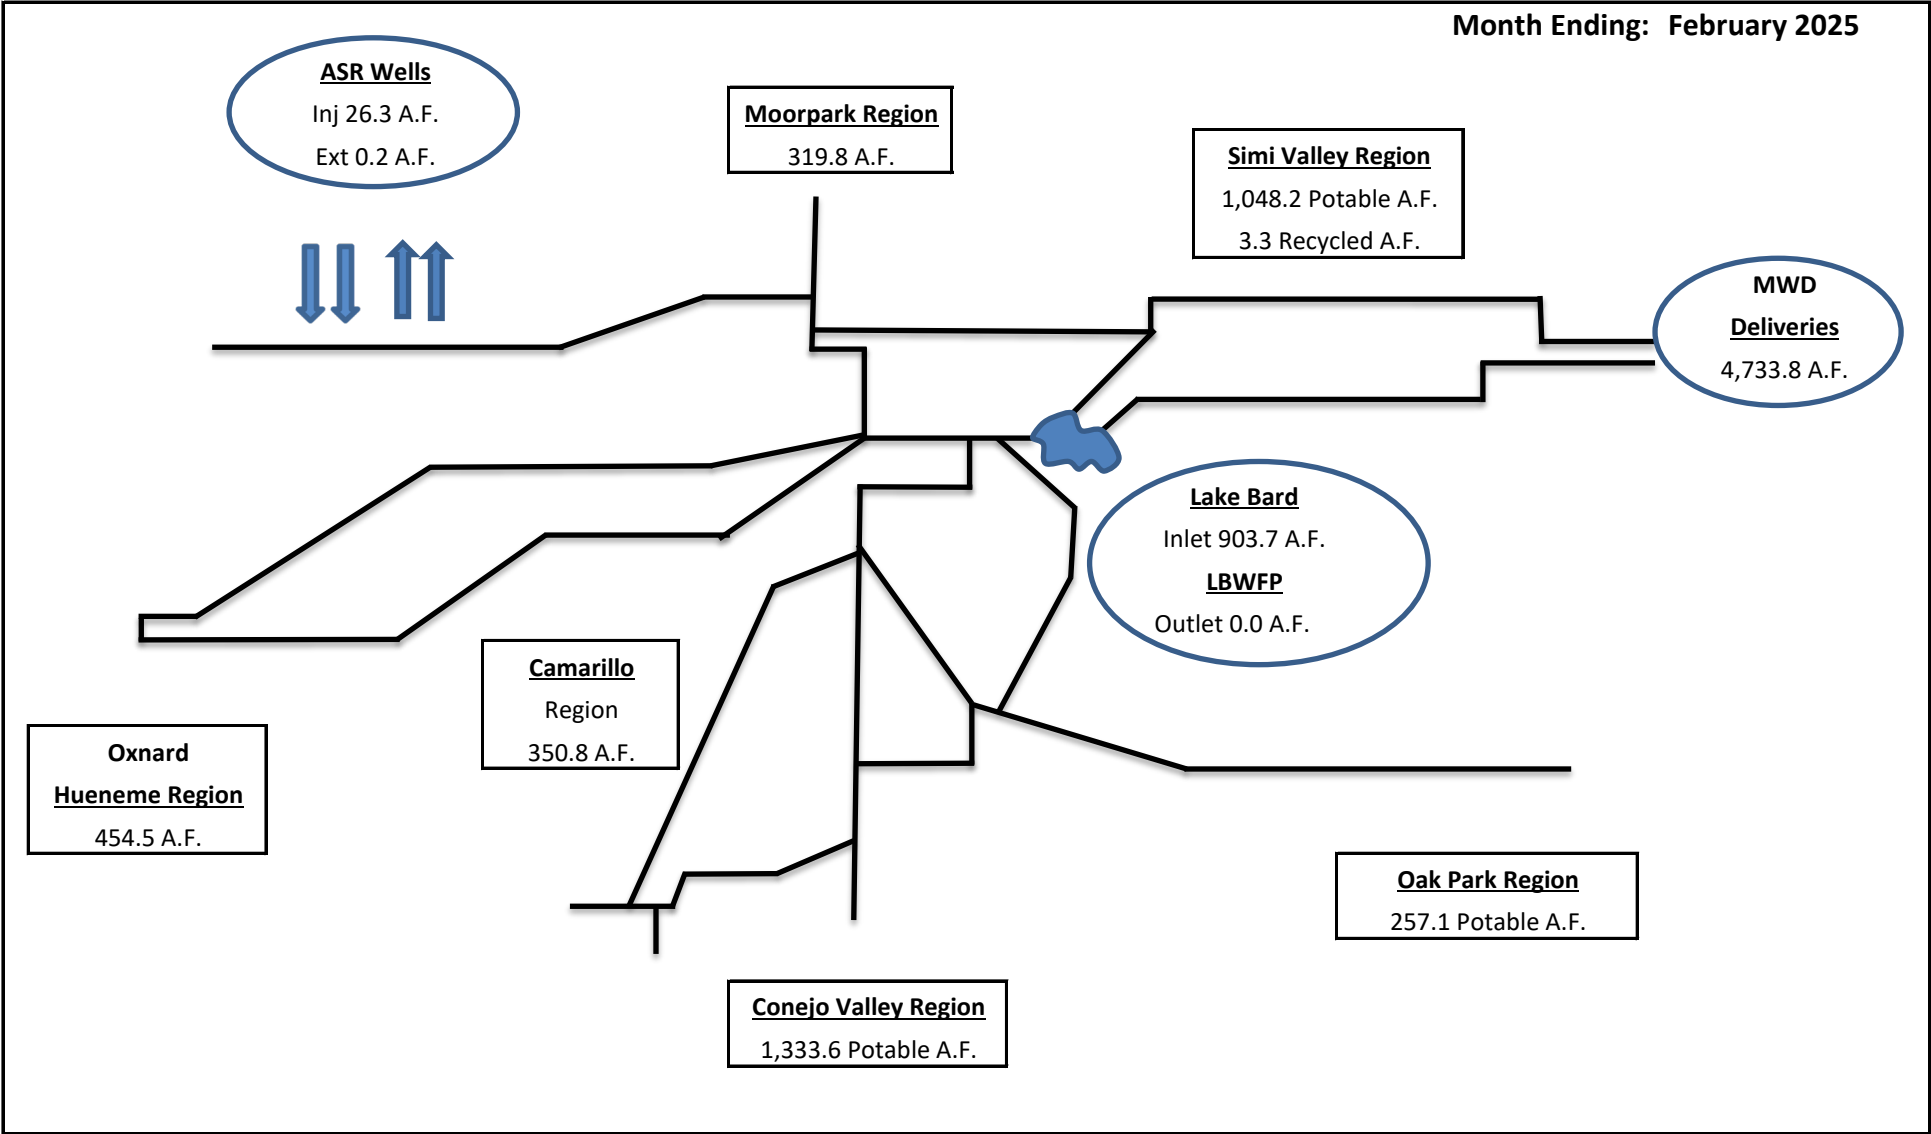 Month Ending: February 2025
ASR Wells
Inj 26.3 A.F.
Ext 0.2 A.F.
Moorpark Region
319.8 A.F.
Simi Valley Region
1,048.2 Potable A.F.
3.3 Recycled A.F.
MWD
Deliveries
4,733.8 A.F.
Lake Bard
Inlet 903.7 A.F.
LBWFP
Outlet 0.0 A.F.
Camarillo
Region
350.8 A.F.
Oxnard
Hueneme Region
454.5 A.F.
Oak Park Region
257.1 Potable A.F.
Conejo Valley Region
1,333.6 Potable A.F.